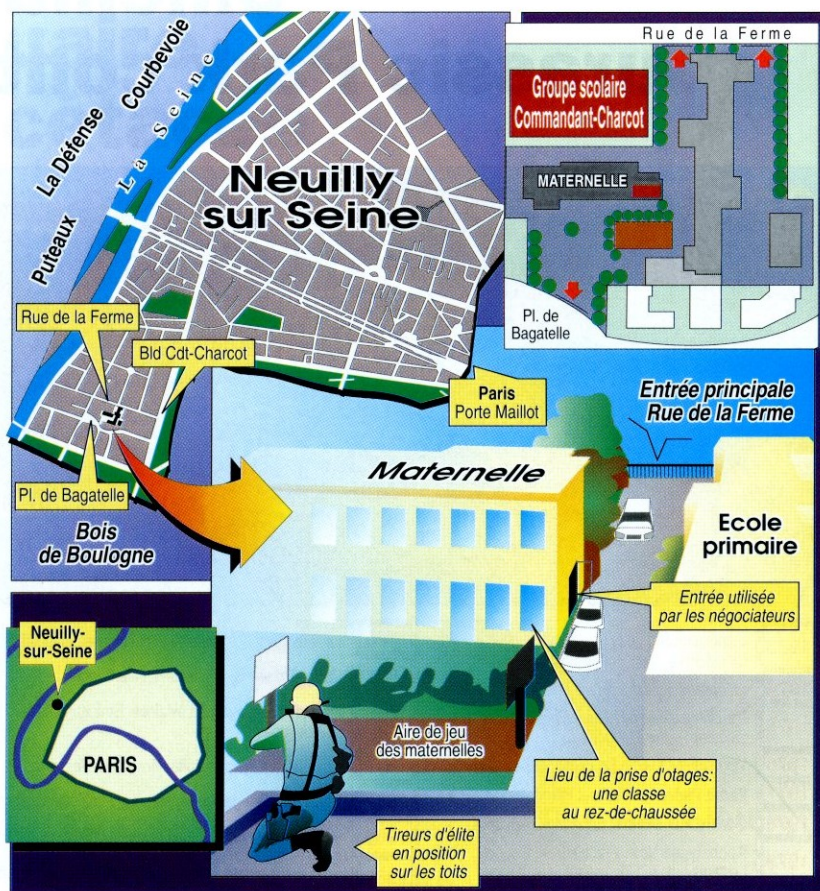 Courbevoie
La Défense
Puteaux
La Seine
Neuilly
sur Seine
Rue de la Ferme
Bld Cdt-Charcot
Pl. de Bagatelle
Bois
de Boulogne
Paris
Porte Maillot
Rue de la Ferme
Groupe scolaire
Commandant-Charcot
MATERNELLE
Pl. de
Bagatelle
Entrée principale
Rue de la Ferme
Maternelle
Ecole
primaire
Entrée utilisée
par les négociateurs
Aire de jeu
des maternelles
Lieu de la prise d'otages:
une classe
au rez-de-chaussée
Tireurs d'élite
en position
sur les toits
Neuilly-
sur-Seine
PARIS